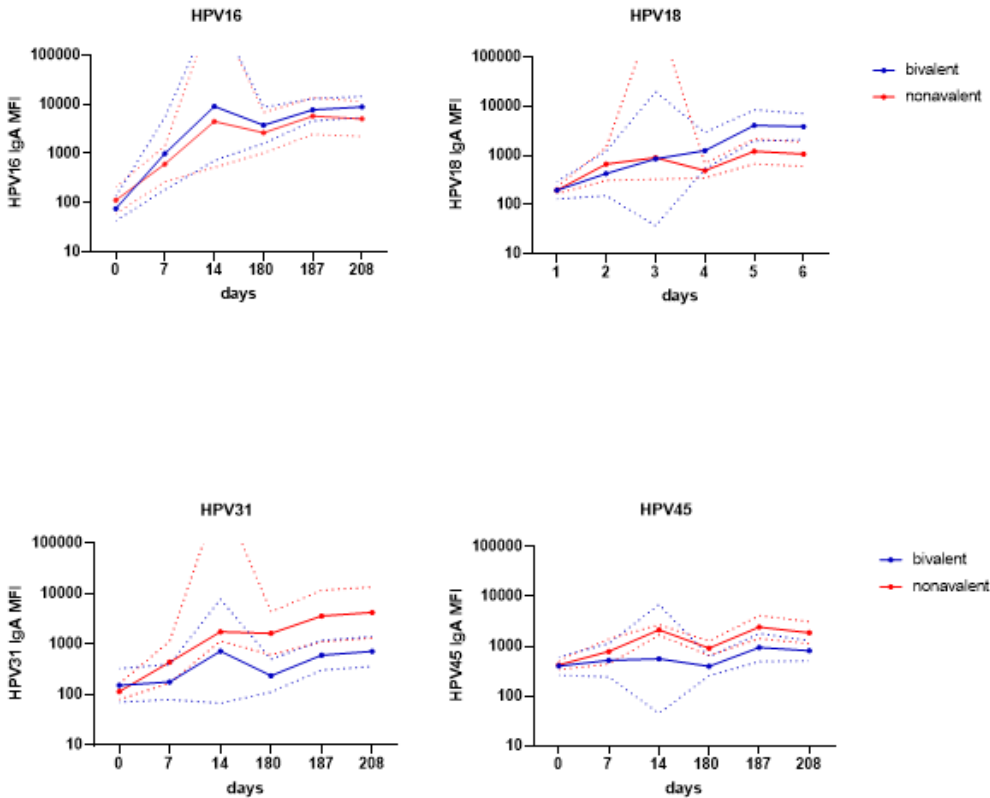 HPV16
100000
10000
1000
100
10
HPV16 IgA MFI
0 7 14 180 187 208
days
HPV18
100000
10000
1000
100
10
HPV18 IgA MFI
1 2 3 4 5 6
days
bivalent
nonavalent
HPV31
100000
10000
1000
100
10
HPV31 IgA MFI
0 7 14 180 187 208
days
HPV45
100000
10000
1000
100
10
HPV45 IgA MFI
0 7 14 180 187 208
days
bivalent
nonavalent